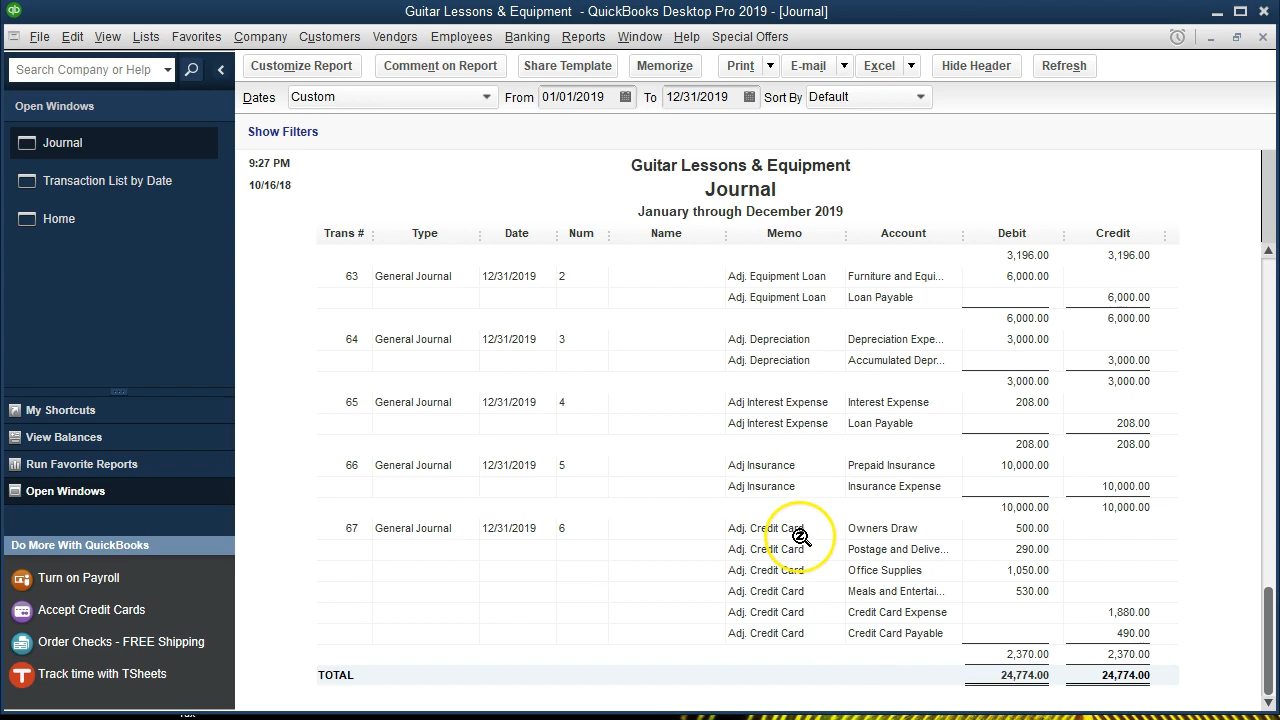 Guitar Lessons & Equipment - QuickBooks Desktop Pro 2019 - [Journal]
File Edit View Lists Favorites Company Customers Vendors Employees Banking Reports Window Help Special Offers
Search Company or Help
Customize Report Comment on Report Share Template Memorize Print E-mail Excel Hide Header Refresh
Dates Custom From 01/01/2019 To 12/31/2019 Sort By Default
Show Filters
Open Windows
Journal
Transaction List by Date
Home
My Shortcuts
View Balances
Run Favorite Reports
Open Windows
Do More With QuickBooks
Turn on Payroll
Accept Credit Cards
Order Checks - FREE Shipping
Track time with TSheets
9:27 PM
10/16/18
Guitar Lessons & Equipment
Journal
January through December 2019
Trans # Type Date Num Name Memo Account Debit Credit
3,196.00 3,196.00
63 General Journal 12/31/2019 2 Adj. Equipment Loan Furniture and Equi... 6,000.00
Adj. Equipment Loan Loan Payable 6,000.00
6,000.00 6,000.00
64 General Journal 12/31/2019 3 Adj. Depreciation Depreciation Expe... 3,000.00
Adj. Depreciation Accumulated Depr... 3,000.00
3,000.00 3,000.00
65 General Journal 12/31/2019 4 Adj Interest Expense Interest Expense 208.00
Adj Interest Expense Loan Payable 208.00
208.00 208.00
66 General Journal 12/31/2019 5 Adj Insurance Prepaid Insurance 10,000.00
Adj Insurance Insurance Expense 10,000.00
10,000.00 10,000.00
67 General Journal 12/31/2019 6 Adj. Credit Card Owners Draw 500.00
Adj. Credit Card Postage and Delive... 290.00
Adj. Credit Card Office Supplies 1,050.00
Adj. Credit Card Meals and Entertai... 530.00
Adj. Credit Card Credit Card Expense 1,880.00
Adj. Credit Card Credit Card Payable 490.00
2,370.00 2,370.00
TOTAL 24,774.00 24,774.00